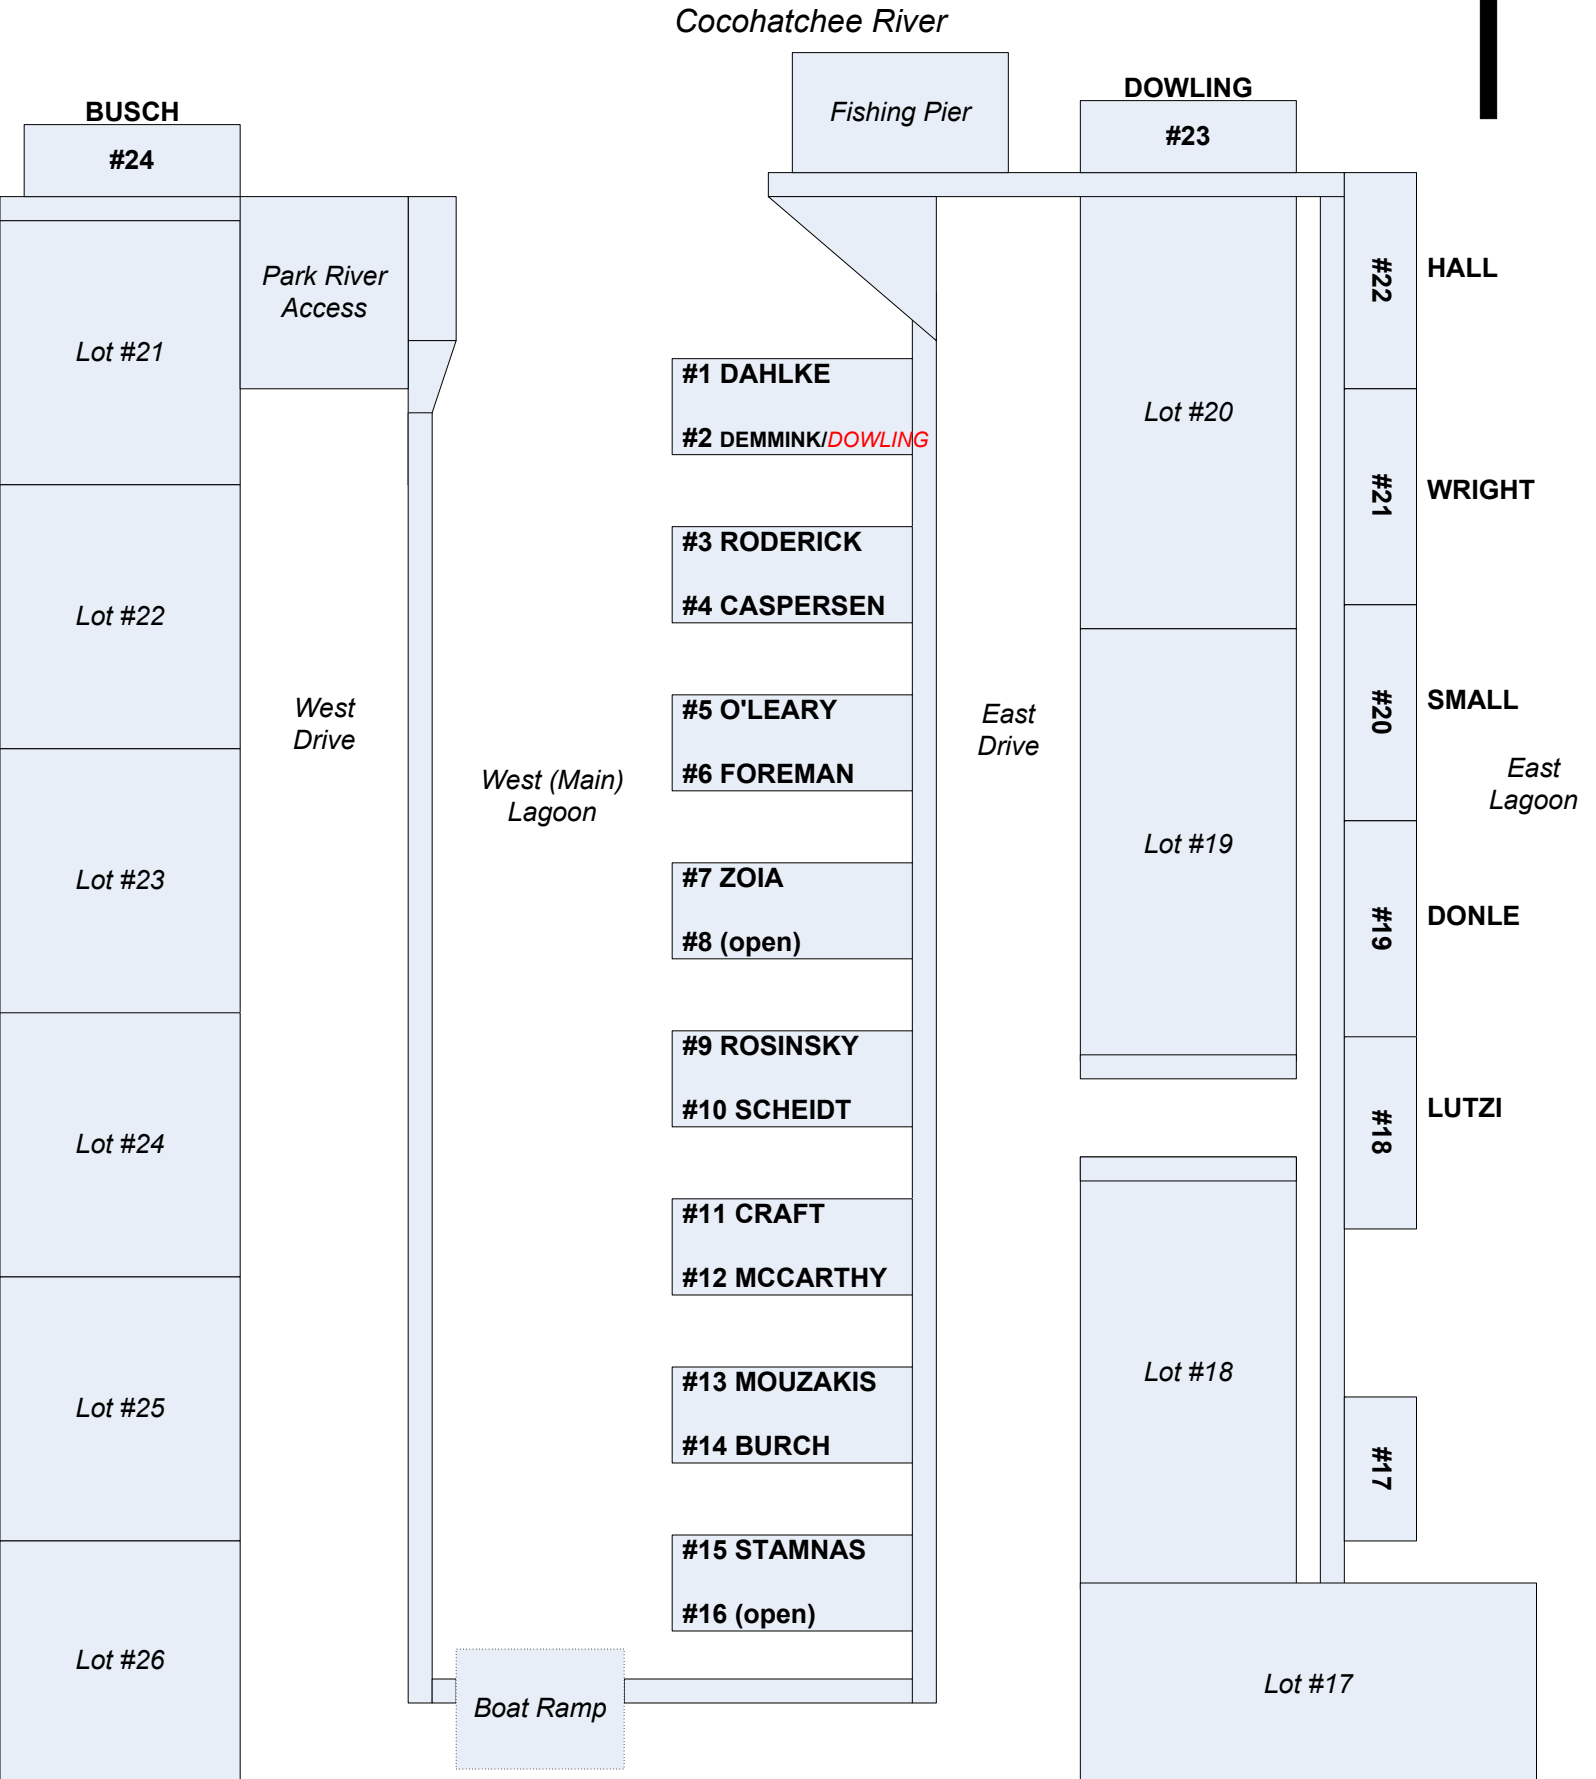 Cocohatchee River
BUSCH
#24
Fishing Pier
DOWLING
#23
Park River
Access
Lot #21
Lot #22
Lot #23
Lot #24
Lot #25
Lot #26
West
Drive
West (Main)
Lagoon
#1 DAHLKE
#2 DEMMINK/DOWLING
#3 RODERICK
#4 CASPERSEN
#5 O'LEARY
#6 FOREMAN
#7 ZOIA
#8 (open)
#9 ROSINSKY
#10 SCHEIDT
#11 CRAFT
#12 MCCARTHY
#13 MOUZAKIS
#14 BURCH
#15 STAMNAS
#16 (open)
Boat Ramp
East
Drive
Lot #20
Lot #19
Lot #18
Lot #17
#22
HALL
#21
WRIGHT
#20
SMALL
#19
DONLE
#18
LUTZI
#17
East
Lagoon